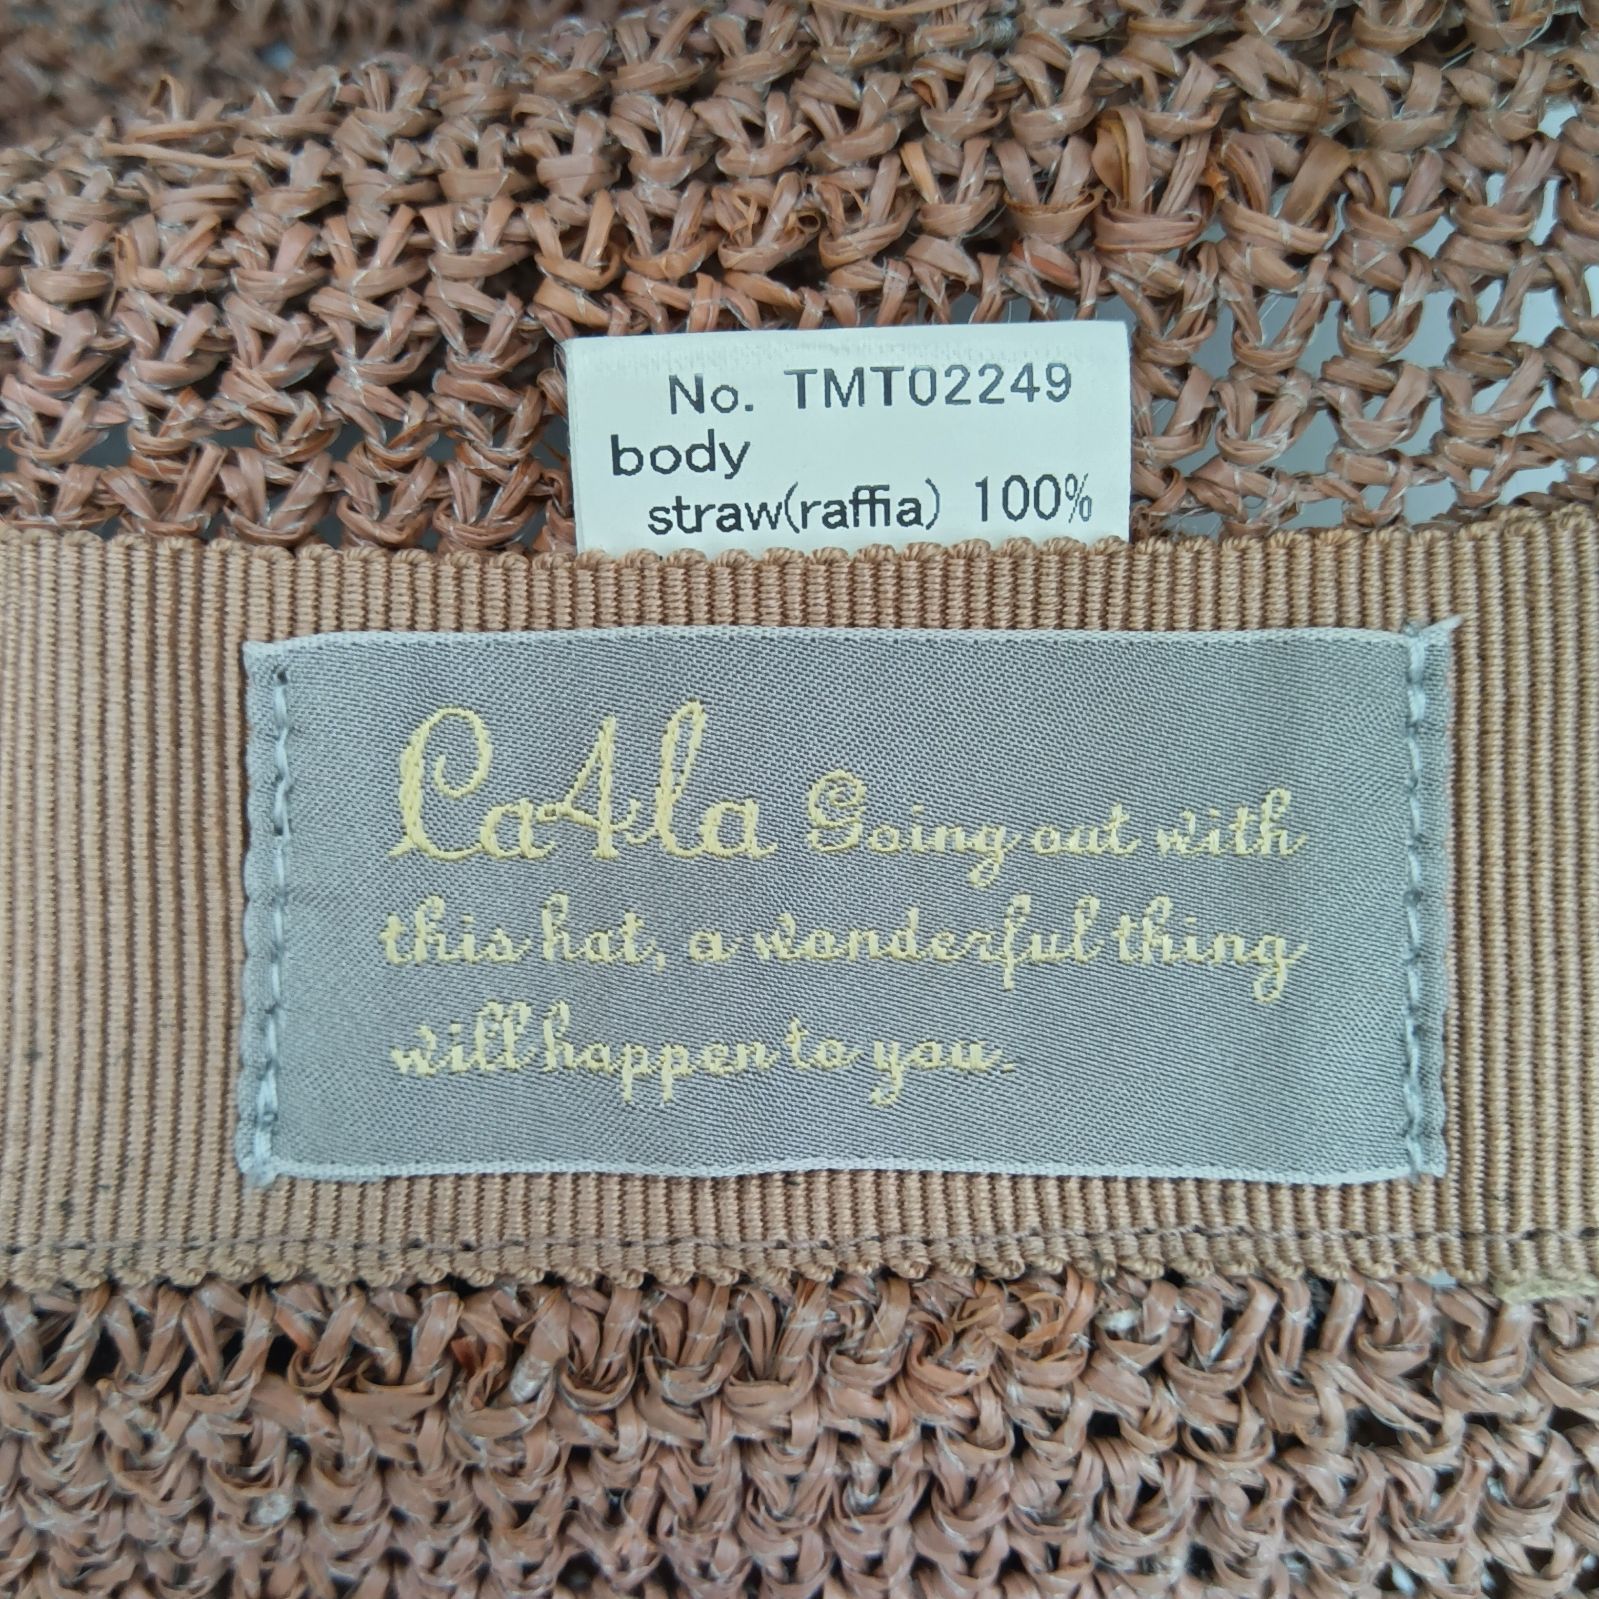 No. TMT02249
body
straw(raffia) 100%
Ca4la Going out with
this hat, a wonderful thing
will happen to you.